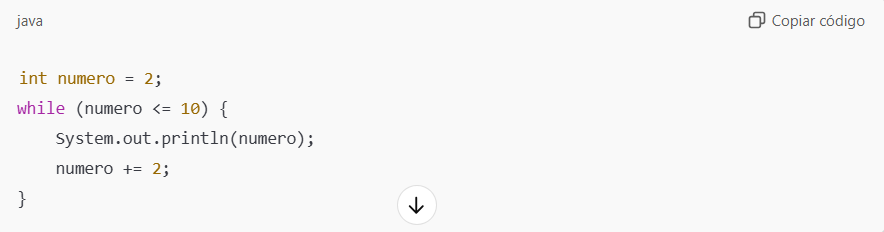 java
Copiar código
int numero = 2;
while (numero <= 10) {
    System.out.println(numero);
    numero += 2;
}